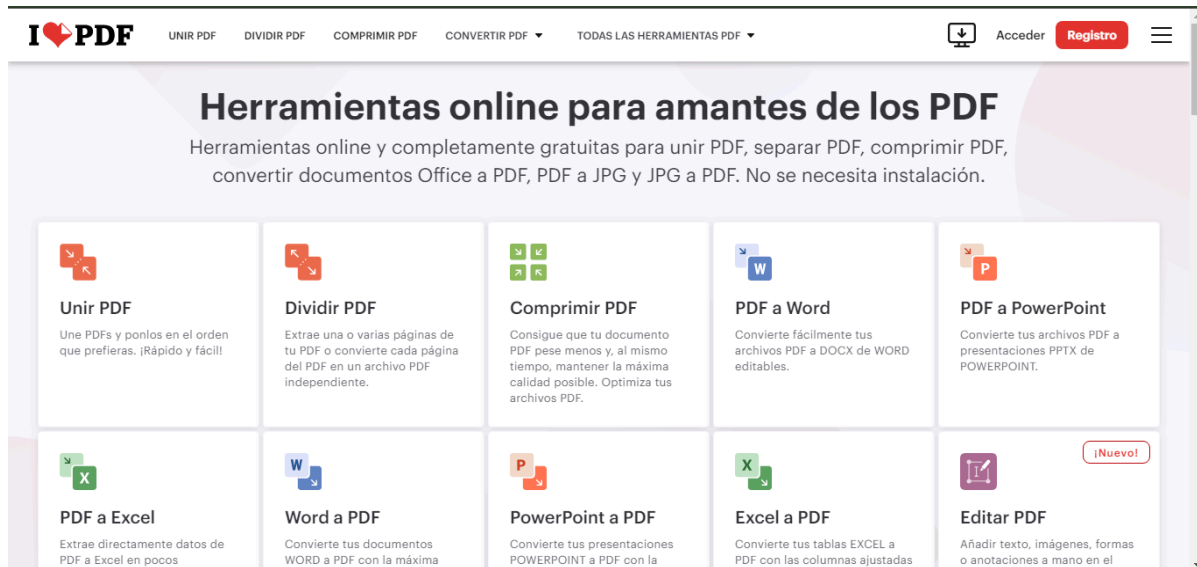 I PDF
UNIR PDF
DIVIDIR PDF
COMPRIMIR PDF
CONVERTIR PDF
TODAS LAS HERRAMIENTAS PDF
Acceder
Registro
Herramientas online para amantes de los PDF
Herramientas online y completamente gratuitas para unir PDF, separar PDF, comprimir PDF,
convertir documentos Office a PDF, PDF a JPG y JPG a PDF. No se necesita instalación.
Unir PDF
Une PDFs y ponlos en el orden
que prefieras. ¡Rápido y fácil!
Dividir PDF
Extrae una o varias páginas de
tu PDF o convierte cada página
del PDF en un archivo PDF
independiente.
Comprimir PDF
Consigue que tu documento
PDF pese menos y, al mismo
tiempo, mantener la máxima
calidad posible. Optimiza tus
archivos PDF.
W
PDF a Word
Convierte fácilmente tus
archivos PDF a DOCX de WORD
editables.
P
PDF a PowerPoint
Convierte tus archivos PDF a
presentaciones PPTX de
POWERPOINT.
X
PDF a Excel
Extrae directamente datos de
PDF a Excel en pocos
W
Word a PDF
Convierte tus documentos
WORD a PDF con la máxima
P
PowerPoint a PDF
Convierte tus presentaciones
POWERPOINT a PDF con la
X
Excel a PDF
Convierte tus tablas EXCEL a
PDF con las columnas ajustadas
¡Nuevo!
Editar PDF
Añadir texto, imágenes, formas
o anotaciones a mano en el